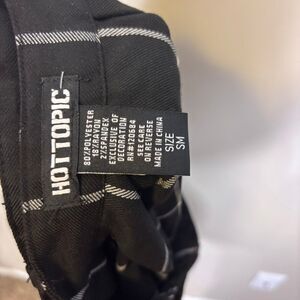 HOTTOPIC
80%POLYESTER
18%RAYON
2%SPANDEX
EXCLUSIVE OF
DECORATION
RN#120684
SEE CARE
ON REVERSE
MADE IN CHINA
SIZE
SM